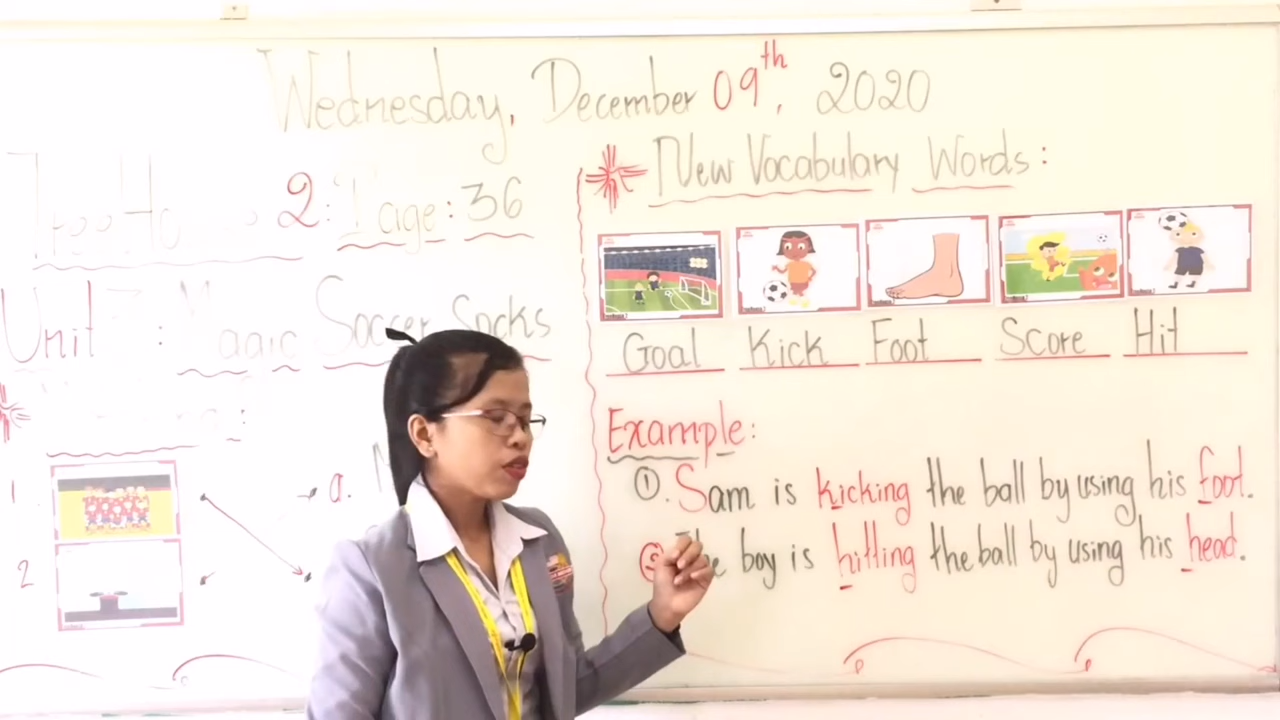 Wednesday, December 09th, 2020
2: Page: 36
Unit : Magic Soccer Socks
1
2
a.
New Vocabulary Words:
Goal Kick Foot Score Hit
Example:
1. Sam is kicking the ball by using his foot.
The boy is hitting the ball by using his head.